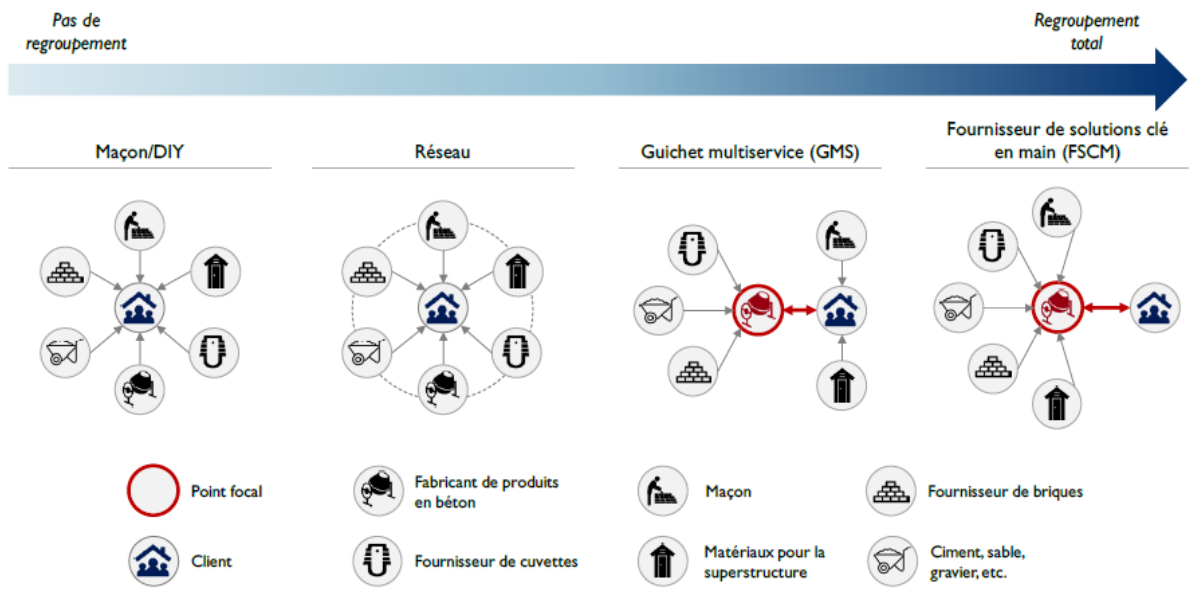 Pas de
regroupement
Regroupement
total
Maçon/DIY
Réseau
Guichet multiservice (GMS)
Fournisseur de solutions clé
en main (FSCM)
Point focal
Fabricant de produits
en béton
Maçon
Fournisseur de briques
Client
Fournisseur de cuvettes
Matériaux pour la
superstructure
Ciment, sable,
gravier, etc.